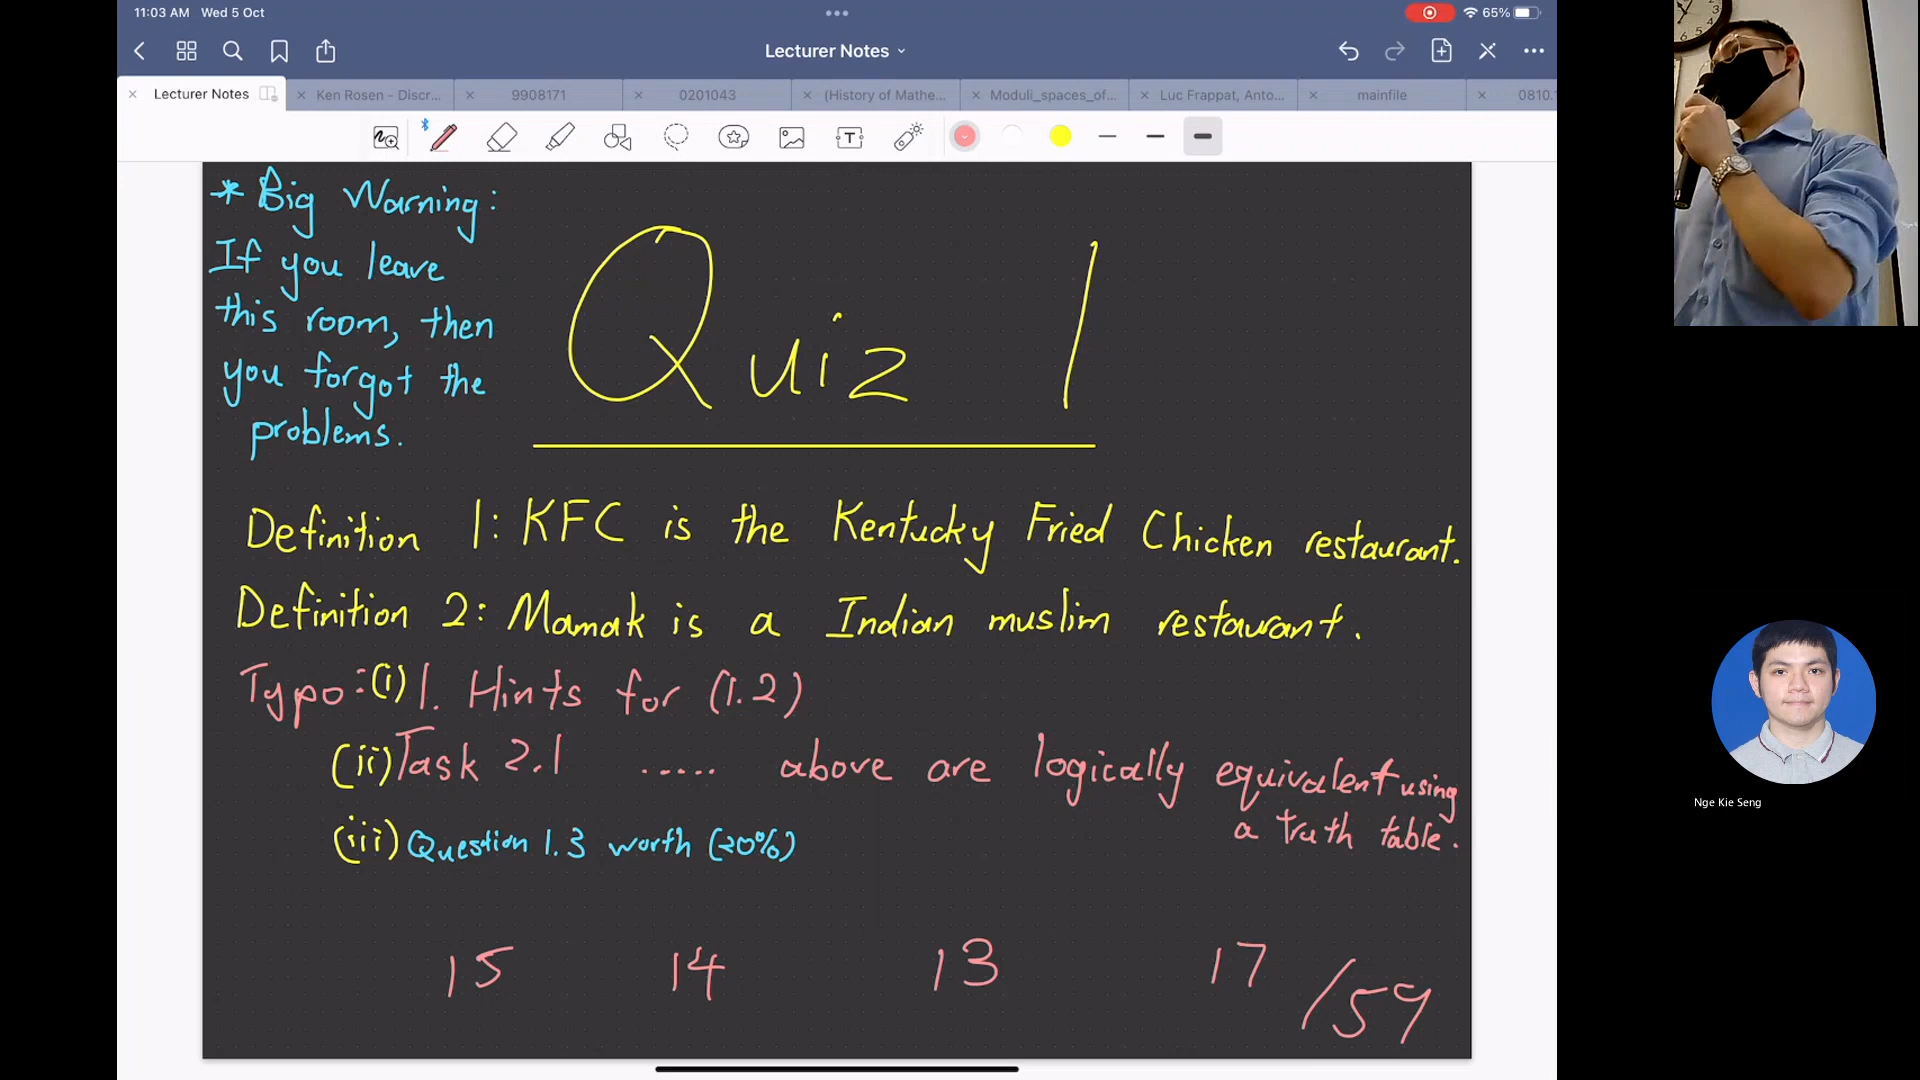 11:03 AM Wed 5 Oct
65%
Lecturer Notes
Lecturer Notes
Ken Rosen - Discr...
9908171
0201043
(History of Mathe...
Moduli_spaces_of...
Luc Frappat, Anto...
mainfile
0810.
* Big Warning:
If you leave
this room, then
you forgot the
problems.
Quiz 1
Definition 1: KFC is the Kentucky Fried Chicken restaurant.
Definition 2: Mamak is a Indian muslim restaurant.
Typo: (i) 1. Hints for (1.2)
(ii) Task 2.1 ..... above are logically equivalent using
a truth table.
(iii) Question 1.3 worth (20%)
15 14 13 17 /59
Nge Kie Seng